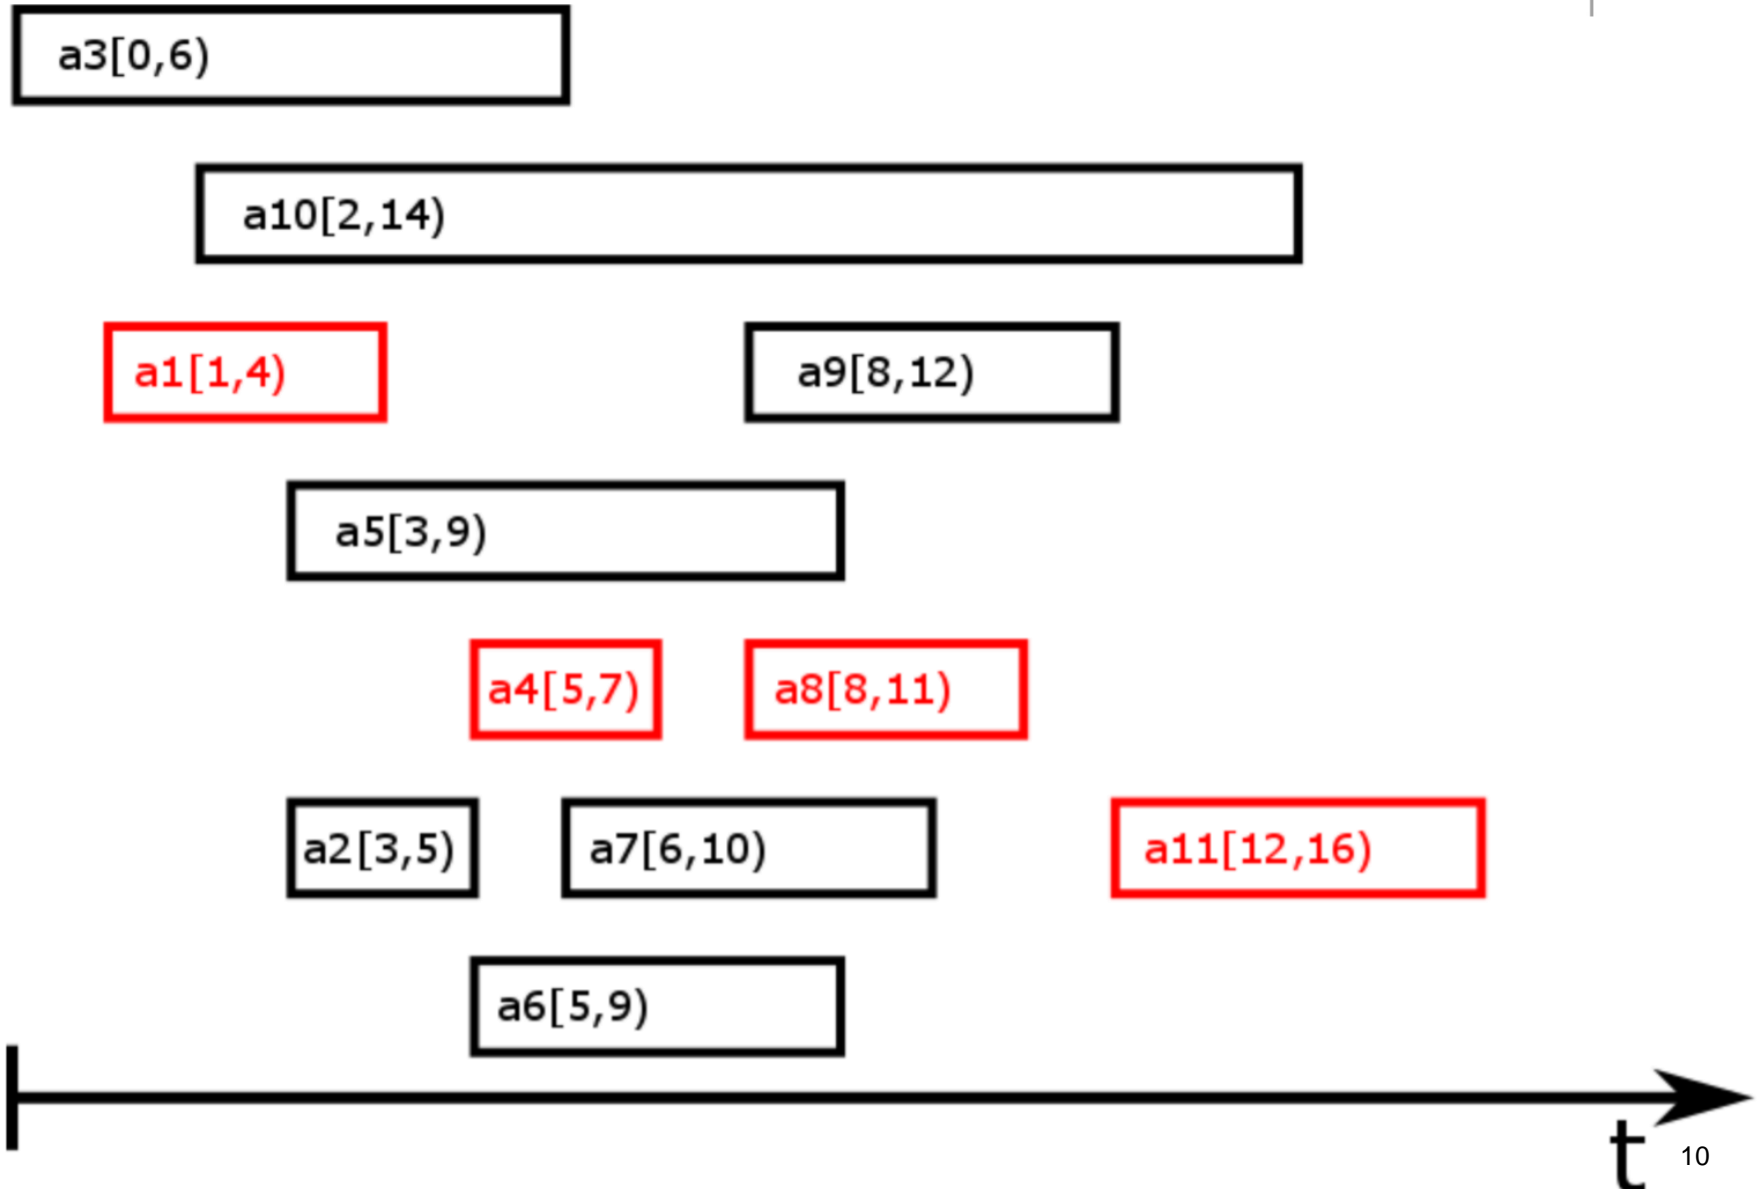 a3[0,6)
a10[2,14)
a1[1,4)
a9[8,12)
a5[3,9)
a4[5,7)
a8[8,11)
a2[3,5)
a7[6,10)
a11[12,16)
a6[5,9)
t
10